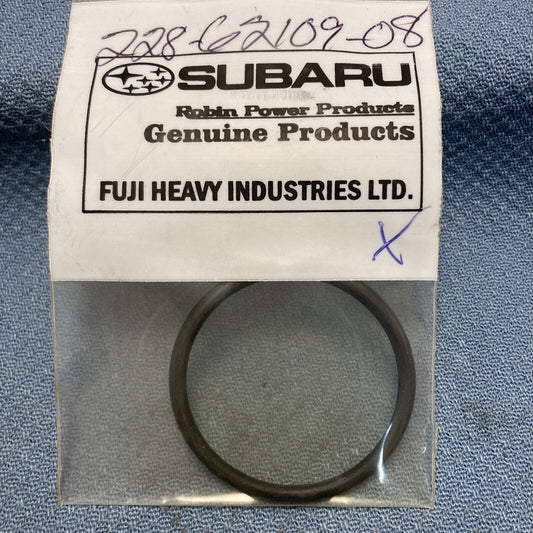 228-62109-08
SUBARU
Robin Power Products
Genuine Products
FUJI HEAVY INDUSTRIES LTD.
X